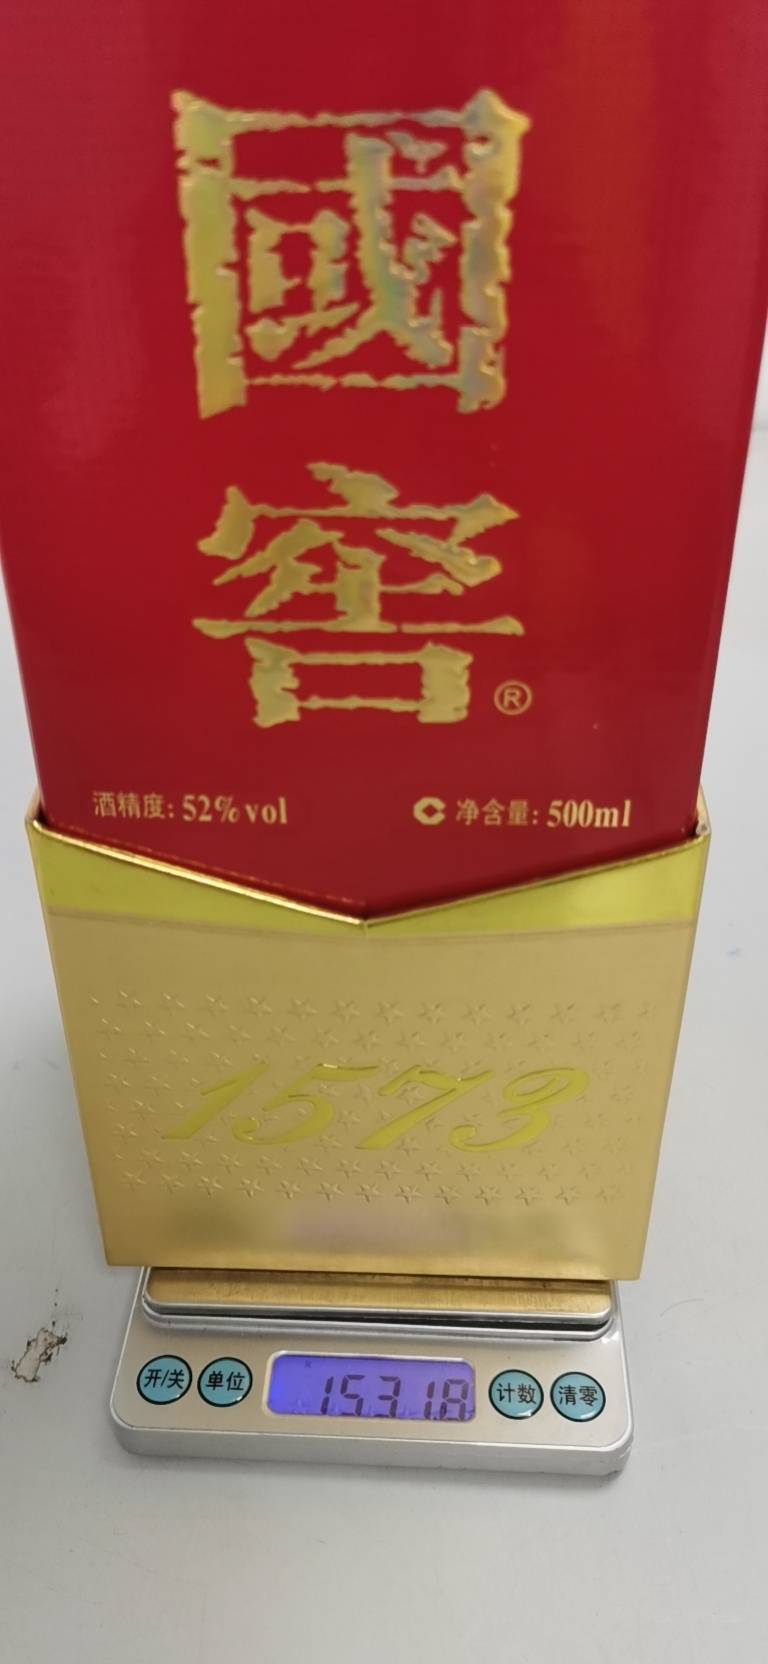 國
窖®
酒精度: 52% vol
净含量: 500ml
1573
开/关 单位 1531.8 计数 清零